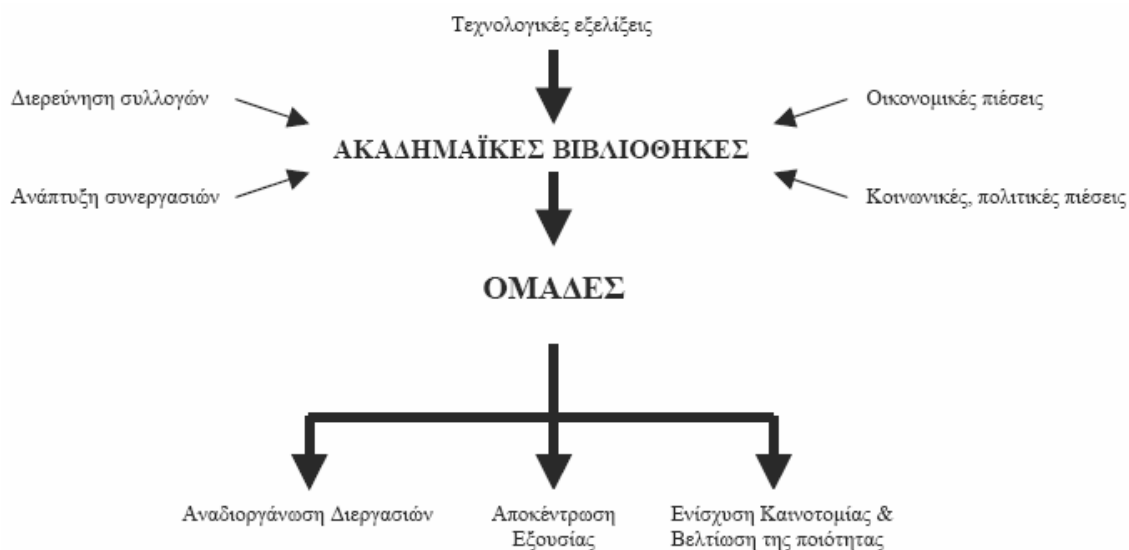 Τεχνολογικές εξελίξεις
Διερεύνηση συλλογών
Οικονομικές πιέσεις
ΑΚΑΔΗΜΑΪΚΕΣ ΒΙΒΛΙΟΘΗΚΕΣ
Ανάπτυξη συνεργασιών
Κοινωνικές, πολιτικές πιέσεις
ΟΜΑΔΕΣ
Αναδιοργάνωση Διεργασιών
Αποκέντρωση
Εξουσίας
Ενίσχυση Καινοτομίας &
Βελτίωση της ποιότητας